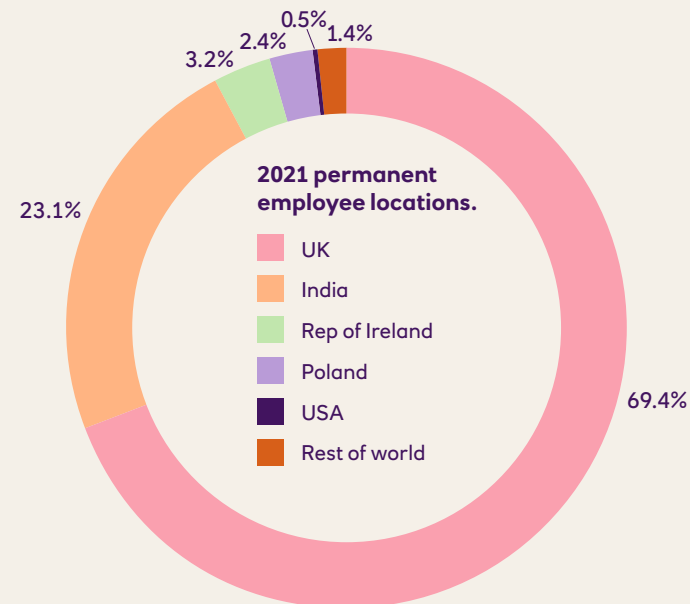 0.5%
1.4%
2.4%
3.2%
2021 permanent
employee locations.
23.1%
UK
India
Rep of Ireland
Poland
69.4%
USA
Rest of world